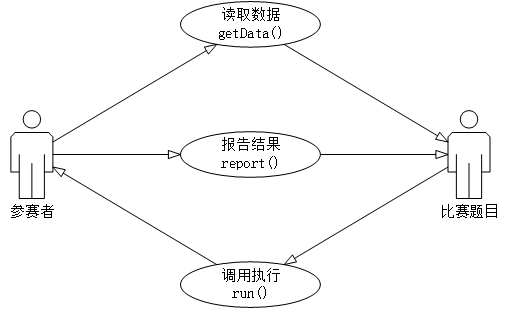 读取数据
getData()
报告结果
report()
参赛者
比赛题目
调用执行
run()